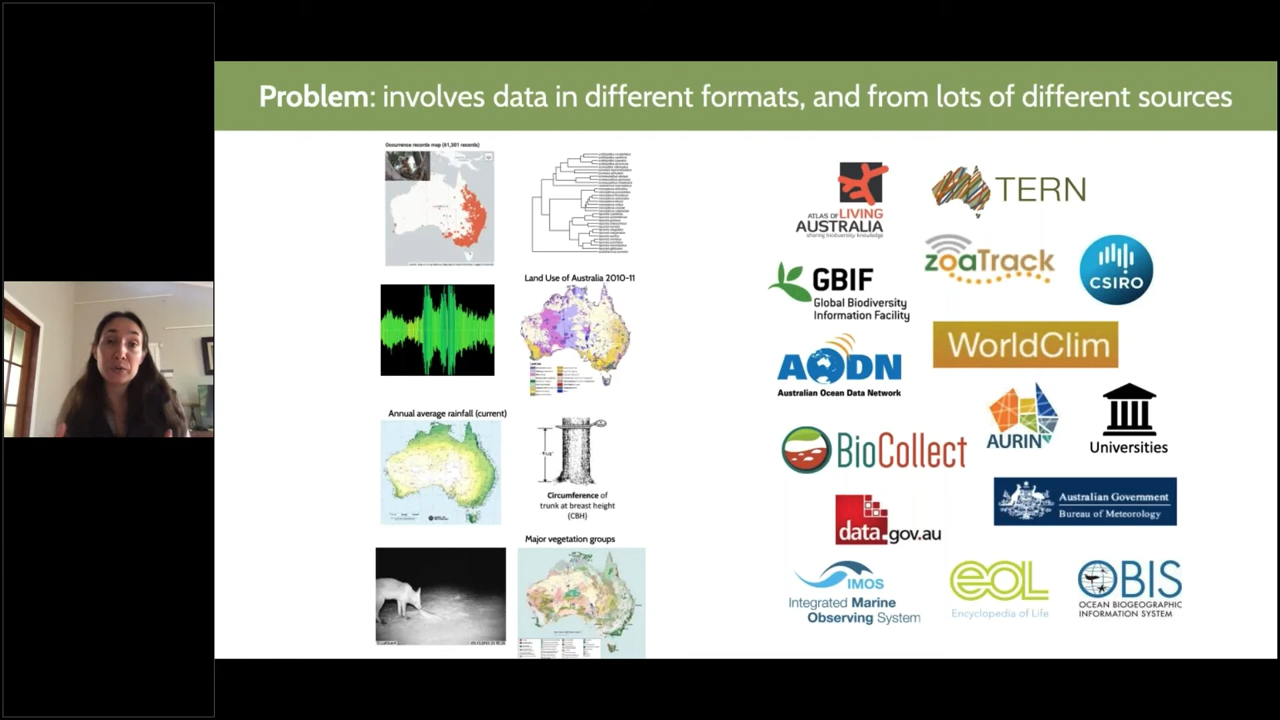 Problem: involves data in different formats, and from lots of different sources
Occurrence records map (61,301 records)
Land Use of Australia 2010-11
Annual average rainfall (current)
Circumference of
trunk at breast height
(CBH)
Major vegetation groups
ATLAS OF LIVING
AUSTRALIA
sharing biodiversity knowledge
TERN
zoaTrack
CSIRO
GBIF
Global Biodiversity
Information Facility
WorldClim
AODN
Australian Ocean Data Network
AURIN
Universities
BioCollect
Australian Government
Bureau of Meteorology
data.gov.au
IMOS
Integrated Marine
Observing System
eol
Encyclopedia of Life
OBIS
OCEAN BIOGEOGRAPHIC
INFORMATION SYSTEM